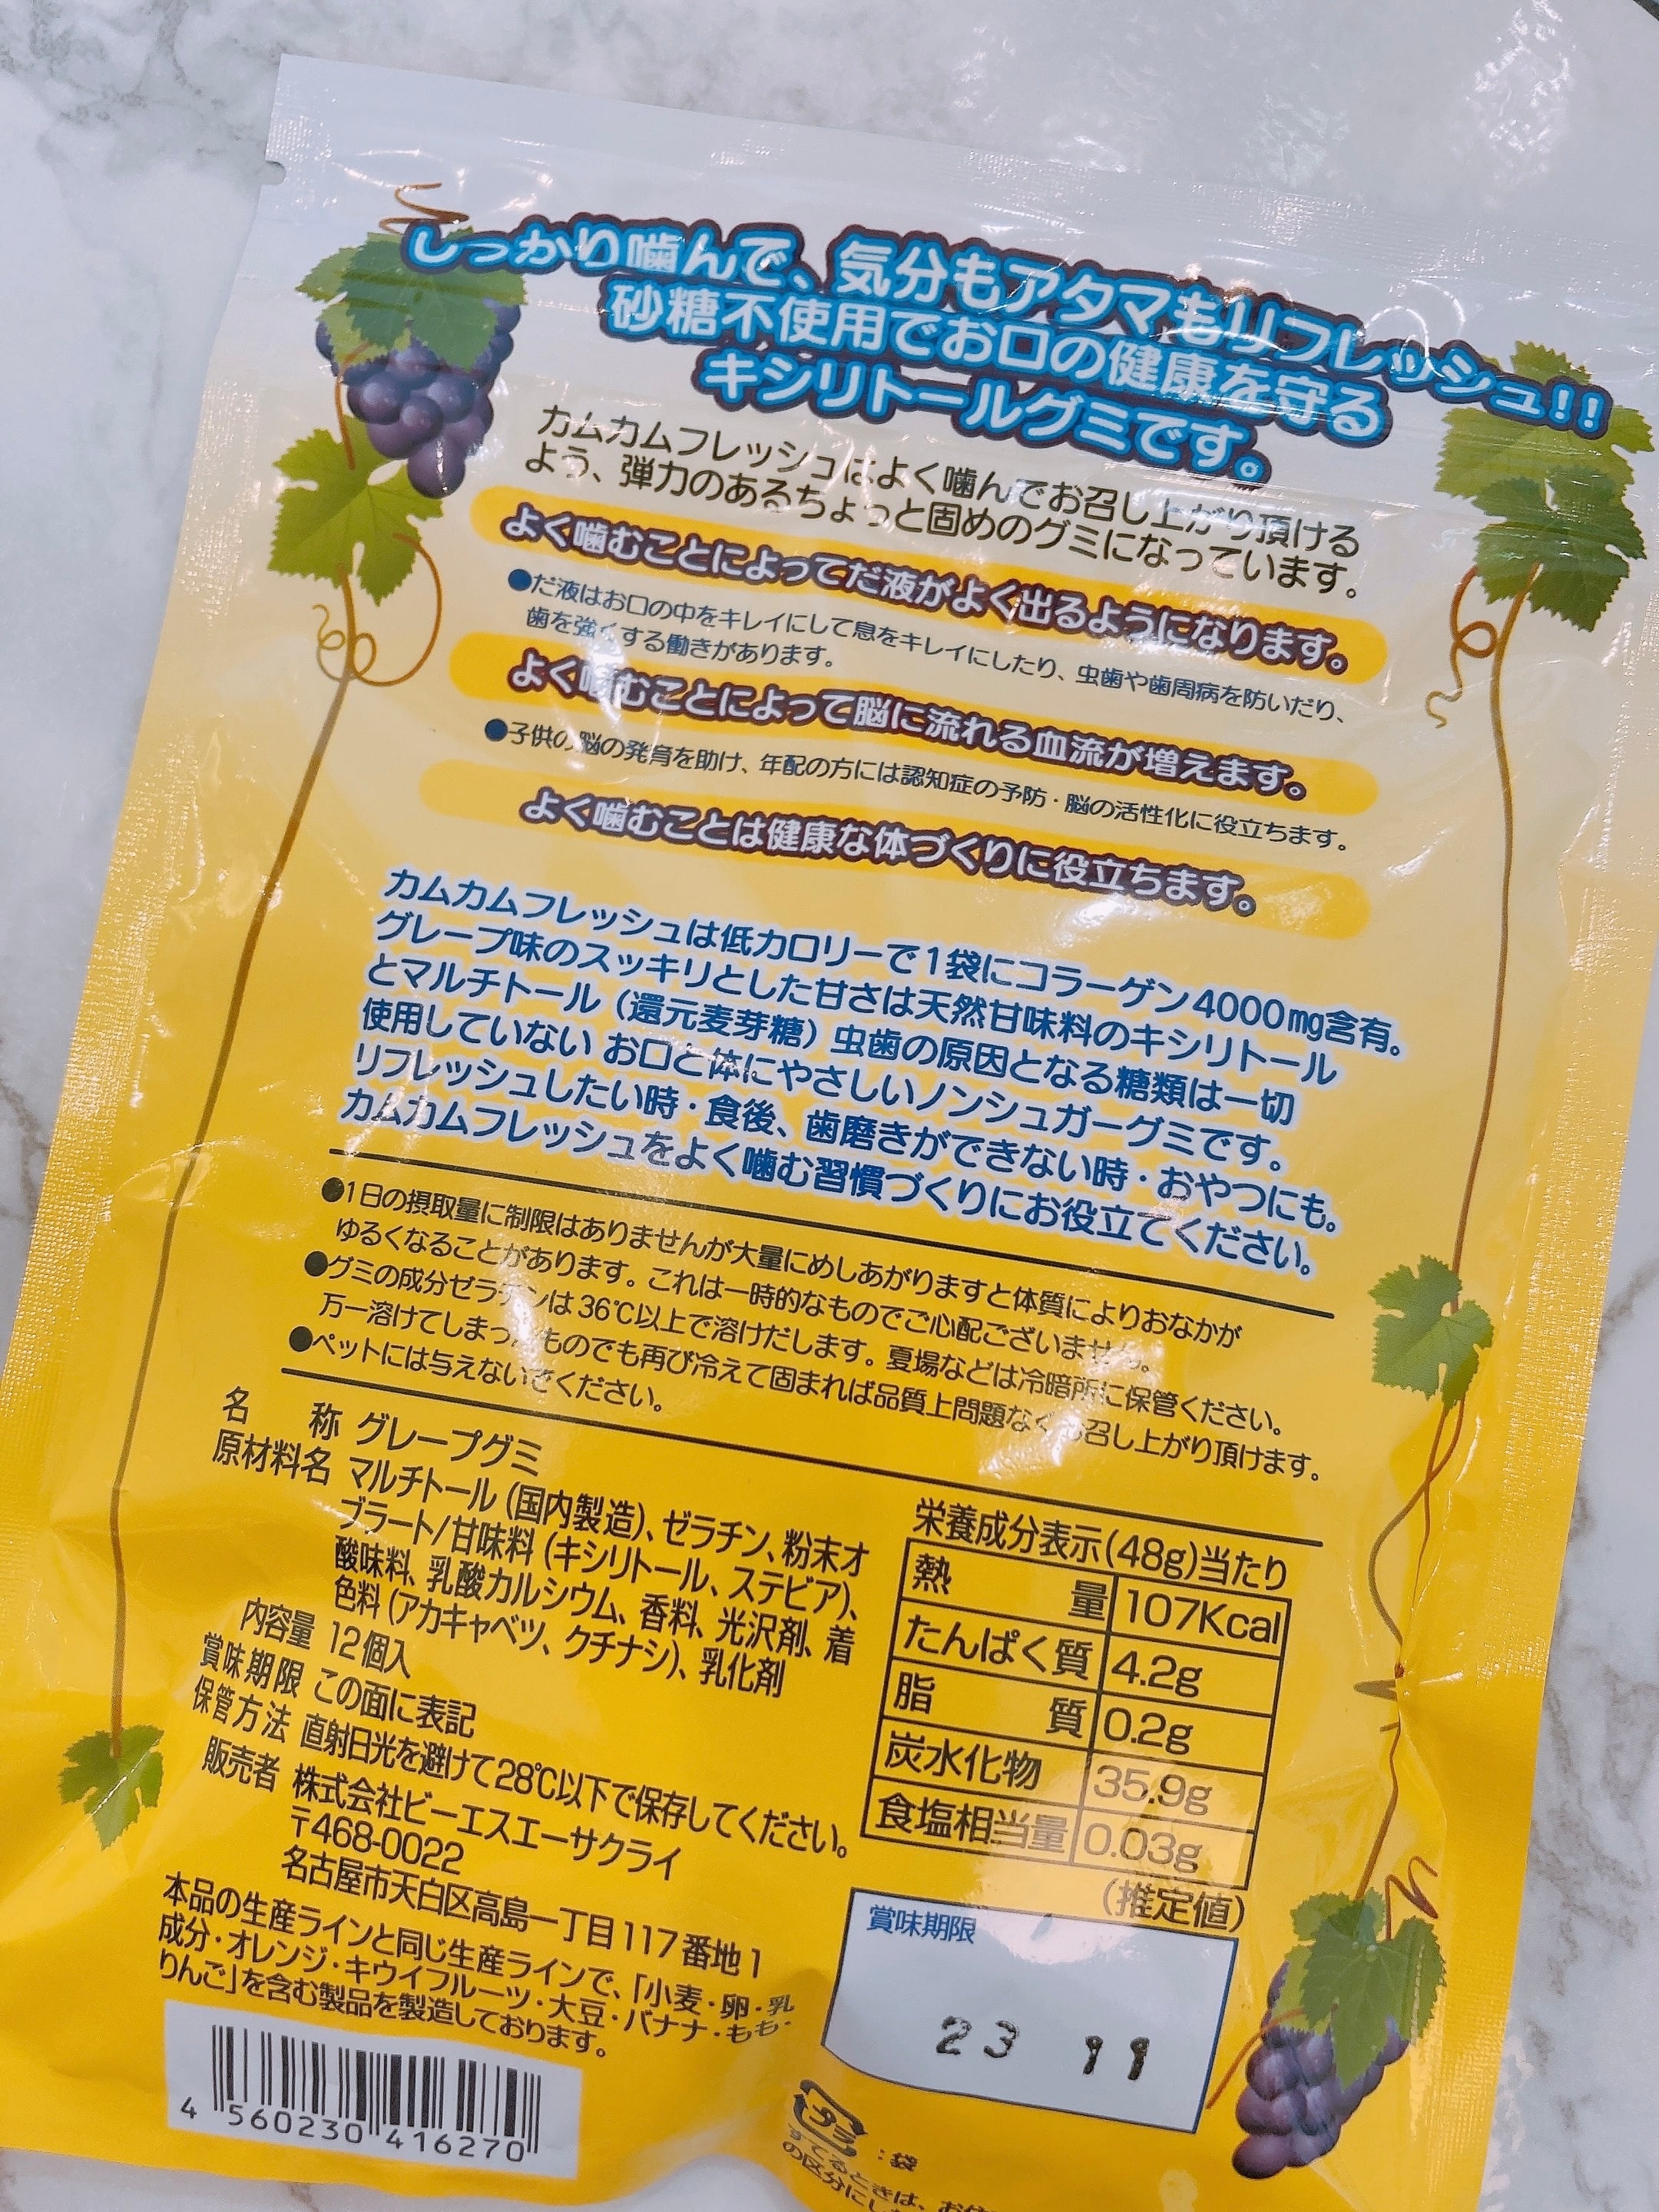 しっかり噛んで、気分もアタマもリフレッシュ!!
砂糖不使用でお口の健康を守る
キシリトールグミです。
カムカムフレッシュはよく噛んでお召し上がり頂ける
よう、弾力のあるちょっと固めのグミになっています。
よく噛むことによってだ液がよく出るようになります。
●だ液はお口の中をキレイにして息をキレイにしたり、虫歯や歯周病を防いだり、
歯を強くする働きがあります。
よく噛むことによって脳に流れる血流が増えます。
●子供の脳の発育を助け、年配の方には認知症の予防・脳の活性化に役立ちます。
よく噛むことは健康な体づくりに役立ちます。
カムカムフレッシュは低カロリーで1袋にコラーゲン4000mg含有。
グレープ味のスッキリとした甘さは天然甘味料のキシリトール
とマルチトール（還元麦芽糖）虫歯の原因となる糖類は一切
使用していない お口と体にやさしいノンシュガーグミです。
リフレッシュしたい時・食後、歯磨きができない時・おやつにも。
カムカムフレッシュをよく噛む習慣づくりにお役立てください。
●1日の摂取量に制限はありませんが大量にめしあがりますと体質によりおなかが
ゆるくなることがあります。これは一時的なものでご心配ございません。
●グミの成分ゼラチンは36℃以上で溶けだします。夏場などは冷暗所に保管ください。
万一溶けてしまったものでも再び冷えて固まれば品質上問題なくお召し上がり頂けます。
●ペットには与えないでください。
名　称 グレープグミ
原材料名 マルチトール(国内製造)、ゼラチン、粉末オ
ブラート/甘味料(キシリトール、ステビア)、
酸味料、乳酸カルシウム、香料、光沢剤、着
色料(アカキャベツ、クチナシ)、乳化剤
内容量 12個入
賞味期限 この面に表記
保管方法 直射日光を避けて28℃以下で保存してください。
販売者 株式会社ビーエスエーサクライ
〒468-0022
名古屋市天白区高島一丁目117番地1
本品の生産ラインと同じ生産ラインで、「小麦・卵・乳
成分・オレンジ・キウイフルーツ・大豆・バナナ・もも・
りんご」を含む製品を製造しております。
栄養成分表示(48g)当たり
熱量 107Kcal
たんぱく質 4.2g
脂質 0.2g
炭水化物 35.9g
食塩相当量 0.03g
(推定値)
賞味期限
23 11
4 560230 416270
プラ
:袋
すてるときは、
の区分に